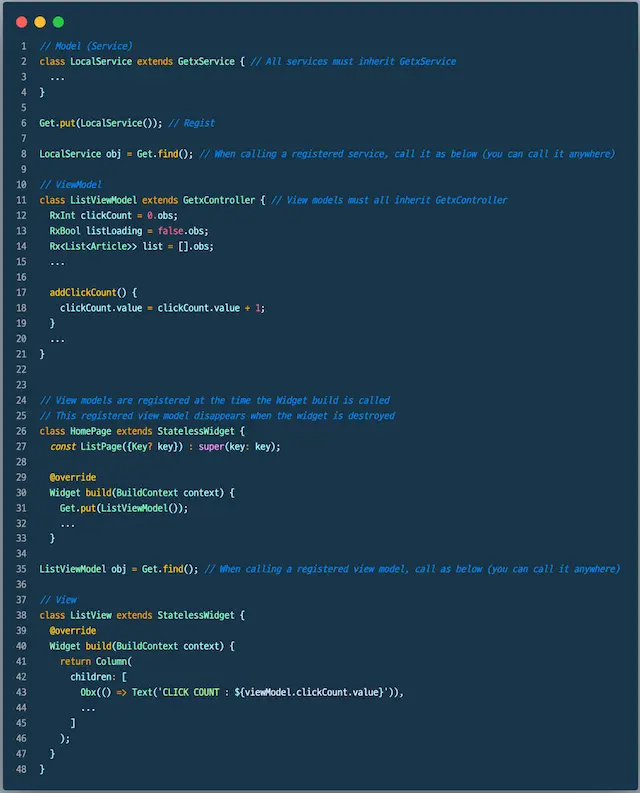 1 // Model (Service)
2 class LocalService extends GetxService { // All services must inherit GetxService
3 ...
4 }
5
6 Get.put(LocalService()); // Regist
7
8 LocalService obj = Get.find(); // When calling a registered service, call it as below (you can call it anywhere)
9
10 // ViewModel
11 class ListViewModel extends GetxController { // View models must all inherit GetxController
12 RxInt clickCount = 0.obs;
13 RxBool listLoading = false.obs;
14 Rx<List<Article>> list = [].obs;
15 ...
16
17 addClickCount() {
18 clickCount.value = clickCount.value + 1;
19 }
20 ...
21 }
22
23
24 // View models are registered at the time the Widget build is called
25 // This registered view model disappears when the widget is destroyed
26 class HomePage extends StatelessWidget {
27 const ListPage({Key? key}) : super(key: key);
28
29 @override
30 Widget build(BuildContext context) {
31 Get.put(ListViewModel());
32 ...
33 }
34
35 ListViewModel obj = Get.find(); // When calling a registered view model, call as below (you can call it anywhere)
36
37 // View
38 class ListView extends StatelessWidget {
39 @override
40 Widget build(BuildContext context) {
41 return Column(
42 children: [
43 Obx(() => Text('CLICK COUNT : ${viewModel.clickCount.value}')),
44 ...
45 ]
46 );
47 }
48 }